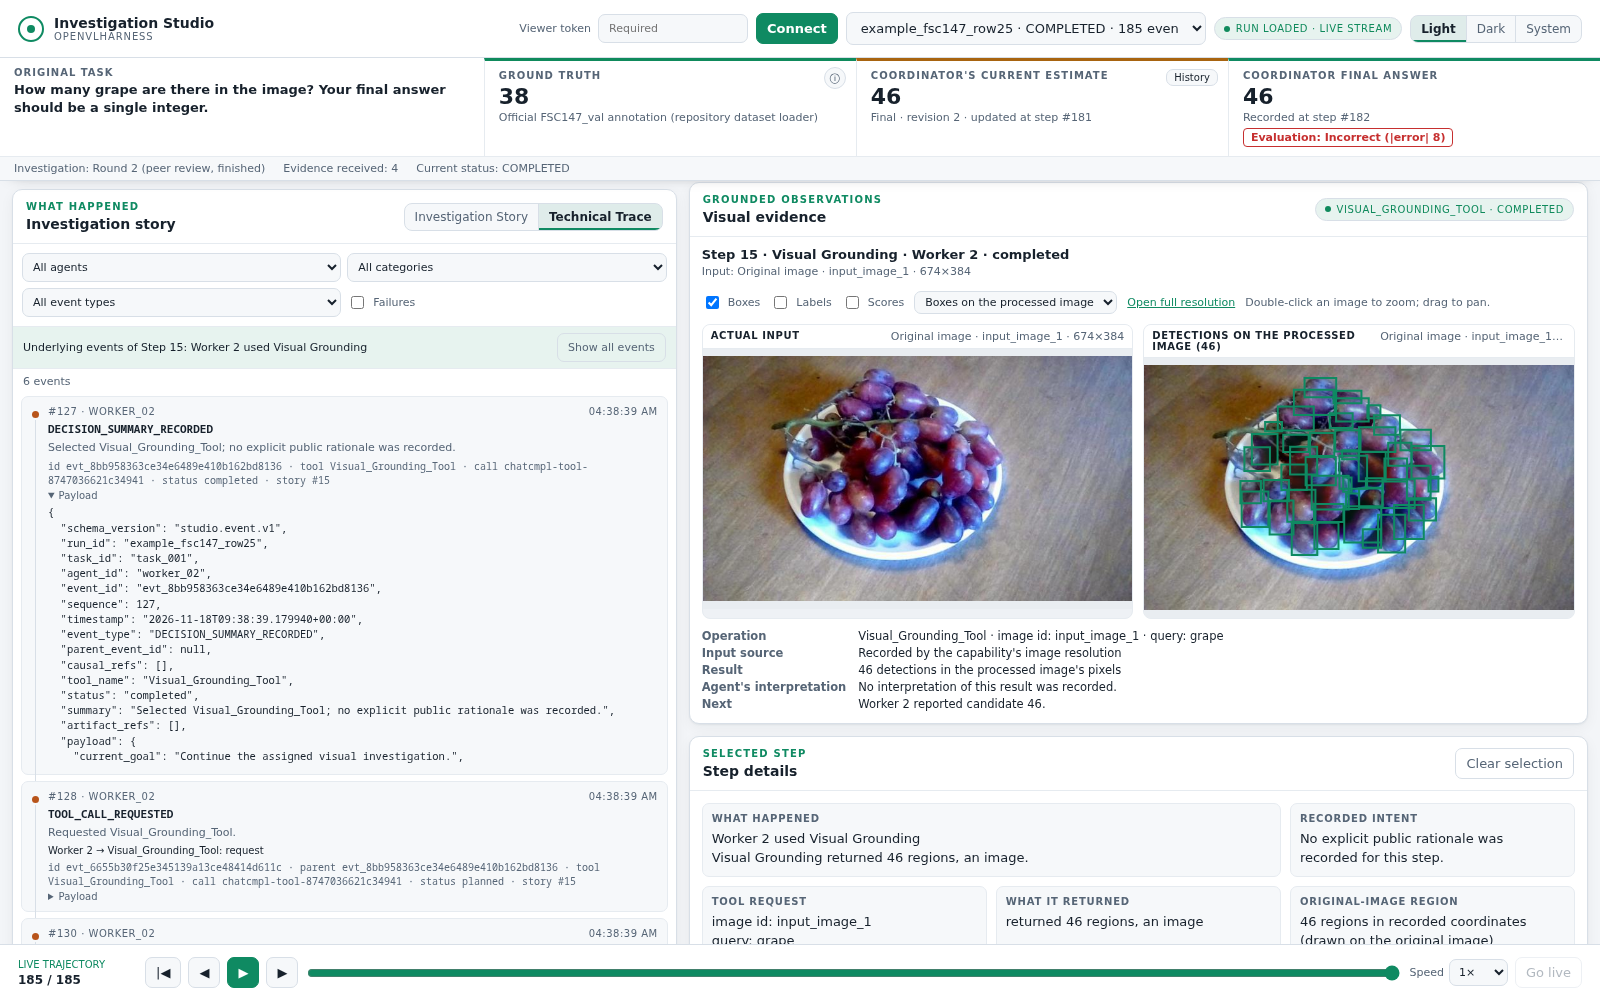 Investigation Studio
OPENVLHARNESS
Viewer token
Required
Connect
example_fsc147_row25 · COMPLETED · 185 even
RUN LOADED · LIVE STREAM
Light
Dark
System
ORIGINAL TASK
How many grape are there in the image? Your final answer
should be a single integer.
GROUND TRUTH
ⓘ
38
Official FSC147_val annotation (repository dataset loader)
COORDINATOR'S CURRENT ESTIMATE
History
46
Final · revision 2 · updated at step #181
COORDINATOR FINAL ANSWER
46
Recorded at step #182
Evaluation: Incorrect (|error| 8)
Investigation: Round 2 (peer review, finished)
Evidence received: 4
Current status: COMPLETED
WHAT HAPPENED
Investigation story
Investigation Story
Technical Trace
All agents
All categories
All event types
Failures
Underlying events of Step 15: Worker 2 used Visual Grounding
Show all events
6 events
#127 · WORKER_02
04:38:39 AM
DECISION_SUMMARY_RECORDED
Selected Visual_Grounding_Tool; no explicit public rationale was recorded.
id evt_8bb958363ce34e6489e410b162bd8136 · tool Visual_Grounding_Tool · call chatcmpl-tool-
8747036621c34941 · status completed · story #15
▼ Payload
{
"schema_version": "studio.event.v1",
"run_id": "example_fsc147_row25",
"task_id": "task_001",
"agent_id": "worker_02",
"event_id": "evt_8bb958363ce34e6489e410b162bd8136",
"sequence": 127,
"timestamp": "2026-11-18T09:38:39.179940+00:00",
"event_type": "DECISION_SUMMARY_RECORDED",
"parent_event_id": null,
"causal_refs": [],
"tool_name": "Visual_Grounding_Tool",
"status": "completed",
"summary": "Selected Visual_Grounding_Tool; no explicit public rationale was recorded.",
"artifact_refs": [],
"payload": {
"current_goal": "Continue the assigned visual investigation.",
#128 · WORKER_02
04:38:39 AM
TOOL_CALL_REQUESTED
Requested Visual_Grounding_Tool.
Worker 2 → Visual_Grounding_Tool: request
id evt_6655b30f25e345139a13ce48414d611c · parent evt_8bb958363ce34e6489e410b162bd8136 · tool
Visual_Grounding_Tool · call chatcmpl-tool-8747036621c34941 · status planned · story #15
▶ Payload
#130 · WORKER_02
04:38:39 AM
GROUNDED OBSERVATIONS
Visual evidence
VISUAL_GROUNDING_TOOL · COMPLETED
Step 15 · Visual Grounding · Worker 2 · completed
Input: Original image · input_image_1 · 674×384
Boxes
Labels
Scores
Boxes on the processed image
Open full resolution
Double-click an image to zoom; drag to pan.
ACTUAL INPUT
Original image · input_image_1 · 674×384
DETECTIONS ON THE PROCESSED
IMAGE (46)
Original image · input_image_1...
Operation
Visual_Grounding_Tool · image id: input_image_1 · query: grape
Input source
Recorded by the capability's image resolution
Result
46 detections in the processed image's pixels
Agent's interpretation
No interpretation of this result was recorded.
Next
Worker 2 reported candidate 46.
SELECTED STEP
Step details
Clear selection
WHAT HAPPENED
Worker 2 used Visual Grounding
Visual Grounding returned 46 regions, an image.
RECORDED INTENT
No explicit public rationale was
recorded for this step.
TOOL REQUEST
image id: input_image_1
query: grape
WHAT IT RETURNED
returned 46 regions, an image
ORIGINAL-IMAGE REGION
46 regions in recorded coordinates
(drawn on the original image)
LIVE TRAJECTORY
185 / 185
Speed
1×
Go live